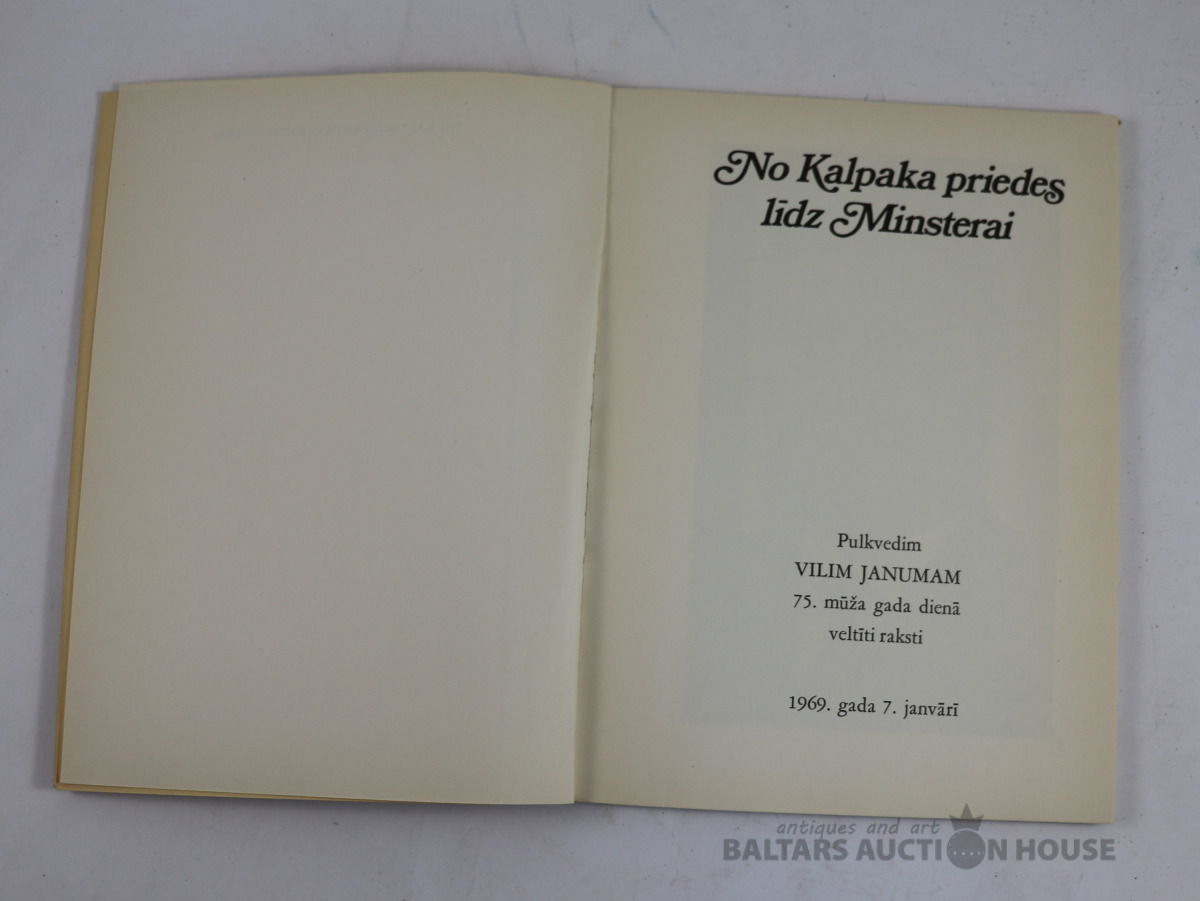 No Kalpaka priedes
līdz Minsterai
Pulkvedim
VILIM JANUMAM
75. mūža gada dienā
veltīti raksti
1969. gada 7. janvārī
antiques and art
BALTARS AUCTION HOUSE